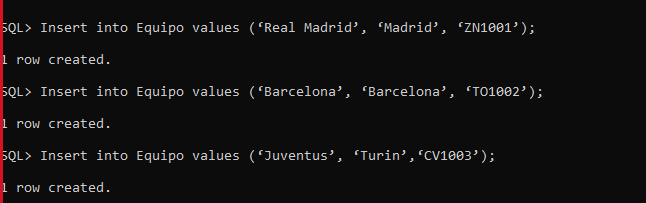 SQL> Insert into Equipo values (‘Real Madrid’, ‘Madrid’, ‘ZN1001’);
1 row created.
SQL> Insert into Equipo values (‘Barcelona’, ‘Barcelona’, ‘TO1002’);
1 row created.
SQL> Insert into Equipo values (‘Juventus’, ‘Turin’,‘CV1003’);
1 row created.